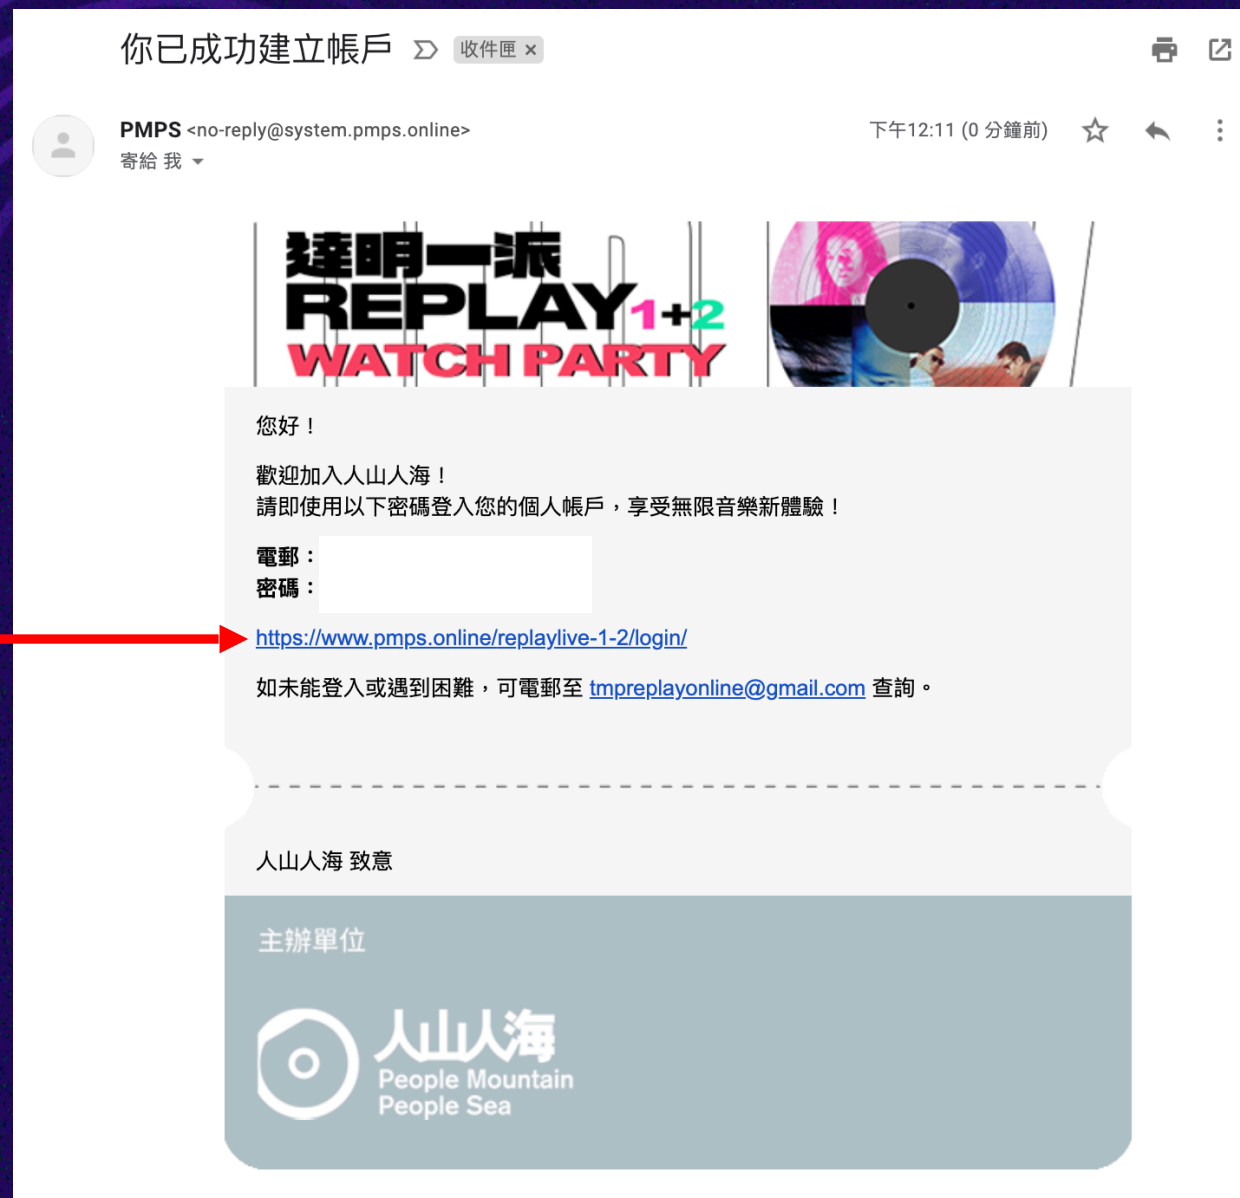 你已成功建立帳戶 收件匣 ×
PMPS <no-reply@system.pmps.online> 下午12:11 (0 分鐘前)
寄給 我
達明一派
REPLAY 1+2
WATCH PARTY
您好！
歡迎加入人山人海！
請即使用以下密碼登入您的個人帳戶，享受無限音樂新體驗！
電郵：
密碼：
https://www.pmps.online/replaylive-1-2/login/
如未能登入或遇到困難，可電郵至 tmpreplayonline@gmail.com 查詢。
人山人海 致意
主辦單位
人山人海
People Mountain
People Sea